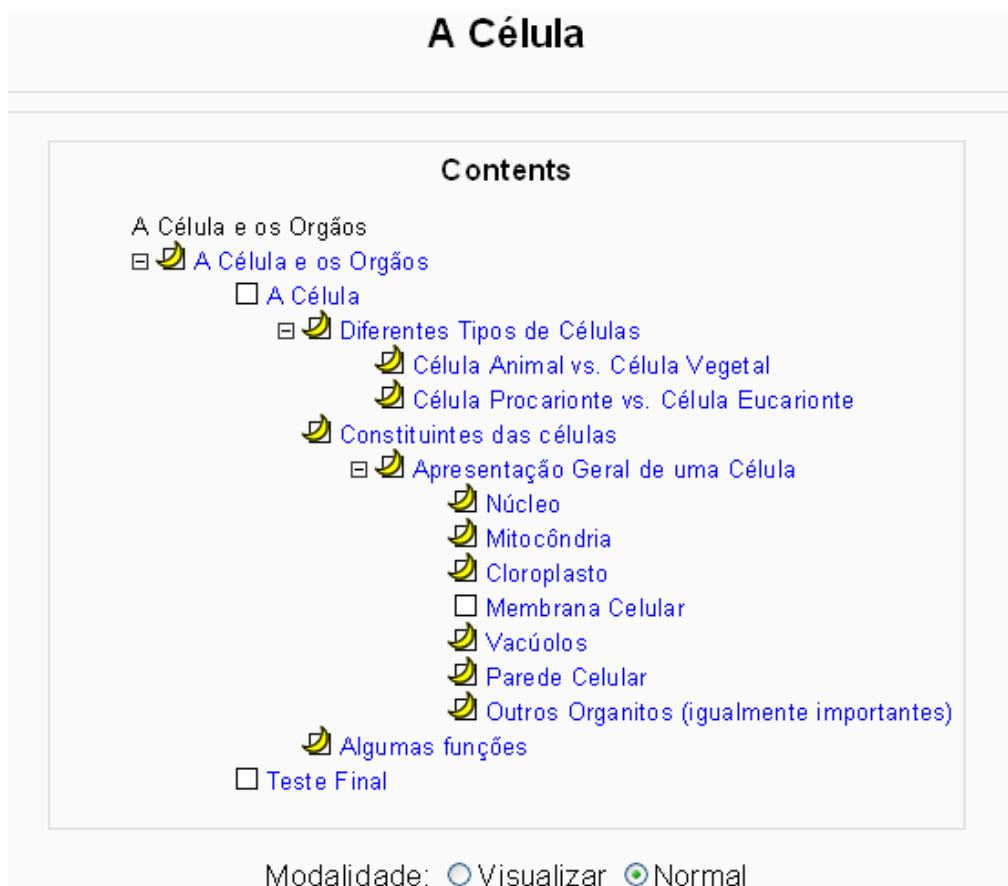 A Célula
Contents
A Célula e os Orgãos
A Célula e os Orgãos
A Célula
Diferentes Tipos de Células
Célula Animal vs. Célula Vegetal
Célula Procarionte vs. Célula Eucarionte
Constituintes das células
Apresentação Geral de uma Célula
Núcleo
Mitocôndria
Cloroplasto
Membrana Celular
Vacúolos
Parede Celular
Outros Organitos (igualmente importantes)
Algumas funções
Teste Final
Modalidade: Visualizar Normal